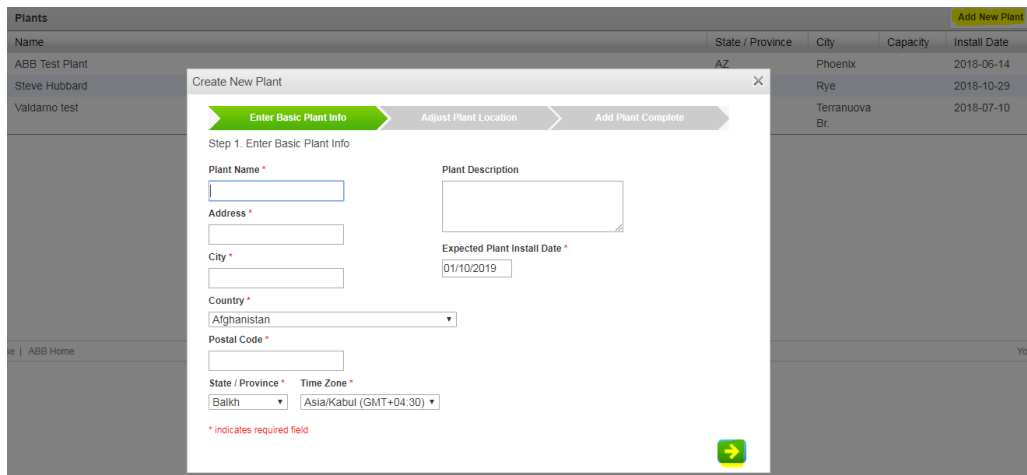 Plants
Add New Plant
Name State / Province City Capacity Install Date
ABB Test Plant AZ Phoenix 2018-06-14
Steve Hubbard Rye 2018-10-29
Valdarno test Terranuova 2018-07-10
Br.
Create New Plant
Enter Basic Plant Info Adjust Plant Location Add Plant Complete
Step 1. Enter Basic Plant Info
Plant Name *
Plant Description
Address *
City *
Expected Plant Install Date *
01/10/2019
Country *
Afghanistan
Postal Code *
State / Province * Time Zone *
Balkh Asia/Kabul (GMT+04:30)
* indicates required field
| ABB Home